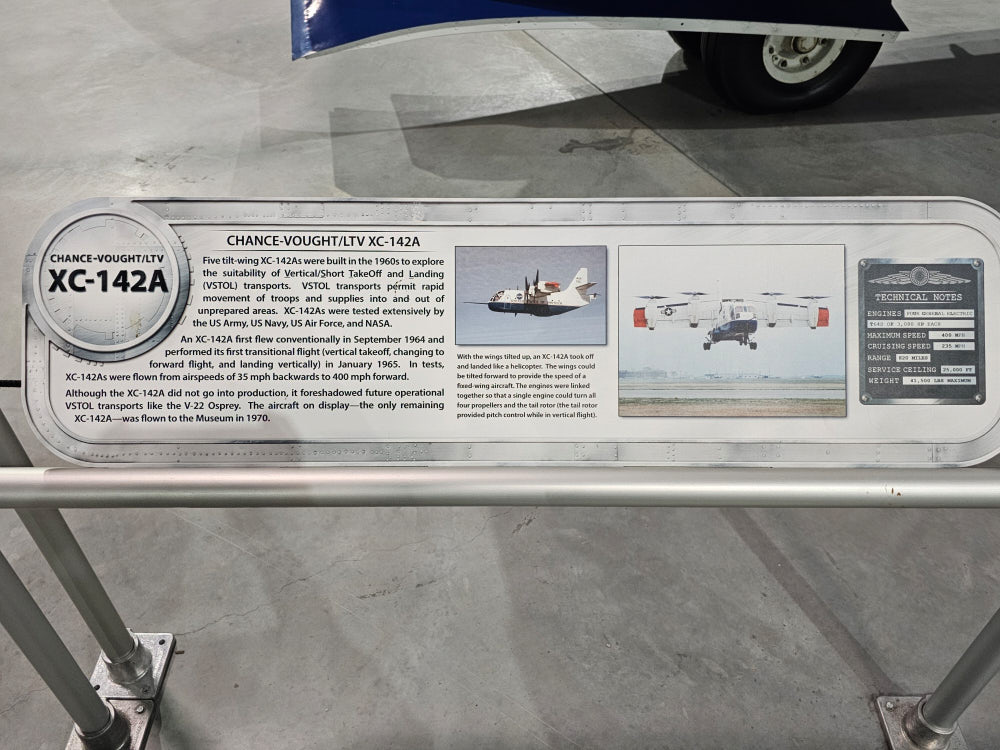 CHANCE-VOUGHT/LTV
XC-142A
CHANCE-VOUGHT/LTV XC-142A
Five tilt-wing XC-142As were built in the 1960s to explore
the suitability of Vertical/Short TakeOff and Landing
(VSTOL) transports. VSTOL transports permit rapid
movement of troops and supplies into and out of
unprepared areas. XC-142As were tested extensively by
the US Army, US Navy, US Air Force, and NASA.
An XC-142A first flew conventionally in September 1964 and
performed its first transitional flight (vertical takeoff, changing to
forward flight, and landing vertically) in January 1965. In tests,
XC-142As were flown from airspeeds of 35 mph backwards to 400 mph forward.
Although the XC-142A did not go into production, it foreshadowed future operational
VSTOL transports like the V-22 Osprey. The aircraft on display—the only remaining
XC-142A—was flown to the Museum in 1970.
With the wings tilted up, an XC-142A took off
and landed like a helicopter. The wings could
be tilted forward to provide the speed of a
fixed-wing aircraft. The engines were linked
together so that a single engine could turn all
four propellers and the tail rotor (the tail rotor
provided pitch control while in vertical flight).
TECHNICAL NOTES
ENGINES FOUR GENERAL ELECTRIC
T64S OF 3,080 HP EACH
MAXIMUM SPEED 400 MPH
CRUISING SPEED 235 MPH
RANGE 820 MILES
SERVICE CEILING 25,000 FT
WEIGHT 41,500 LBS MAXIMUM